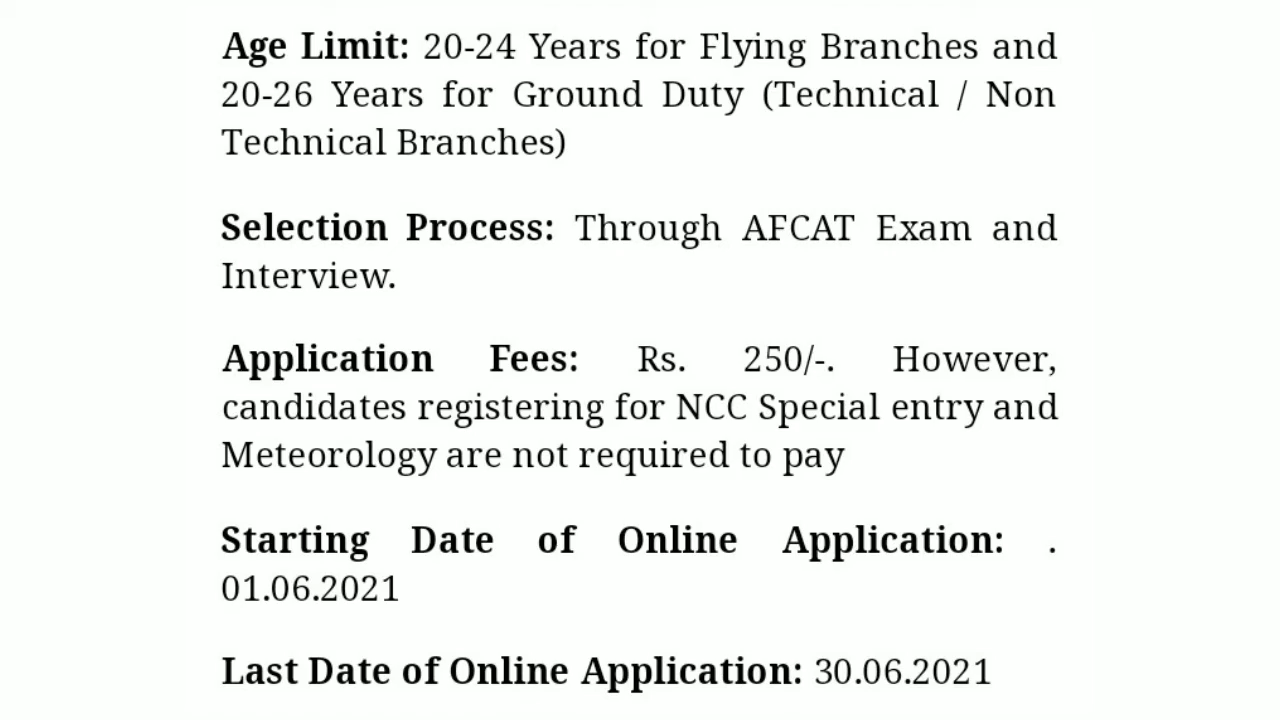 Age Limit: 20-24 Years for Flying Branches and
20-26 Years for Ground Duty (Technical / Non
Technical Branches)
Selection Process: Through AFCAT Exam and
Interview.
Application Fees: Rs. 250/-. However,
candidates registering for NCC Special entry and
Meteorology are not required to pay
Starting Date of Online Application: .
01.06.2021
Last Date of Online Application: 30.06.2021